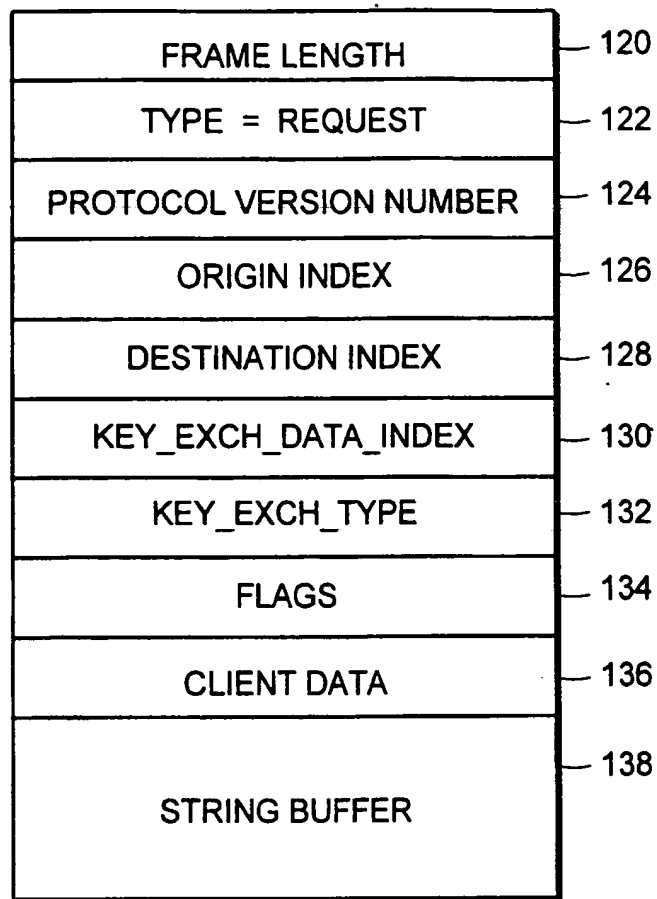 FRAME LENGTH 120
TYPE = REQUEST 122
PROTOCOL VERSION NUMBER 124
ORIGIN INDEX 126
DESTINATION INDEX 128
KEY_EXCH_DATA_INDEX 130
KEY_EXCH_TYPE 132
FLAGS 134
CLIENT DATA 136
138
STRING BUFFER